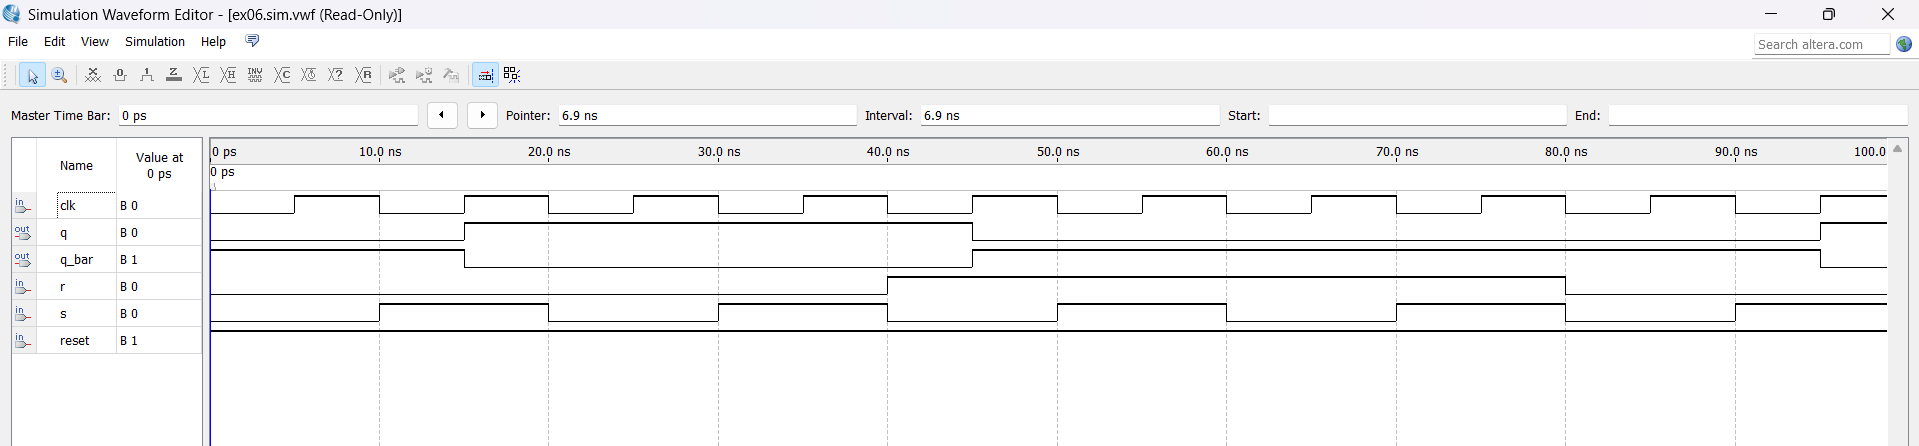 Simulation Waveform Editor - [ex06.sim.vwf (Read-Only)]
File Edit View Simulation Help
Search altera.com
Master Time Bar: 0 ps Pointer: 6.9 ns Interval: 6.9 ns Start: End:
Name Value at 0 ps
0 ps 10.0 ns 20.0 ns 30.0 ns 40.0 ns 50.0 ns 60.0 ns 70.0 ns 80.0 ns 90.0 ns 100.0
0 ps
in clk B 0
out q B 0
out q_bar B 1
in r B 0
in s B 0
in reset B 1